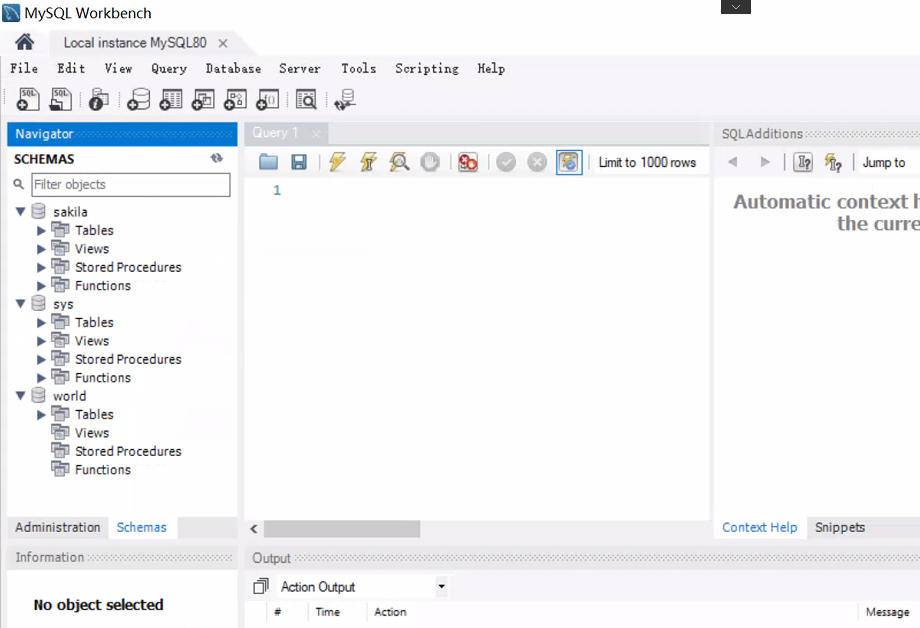 MySQL Workbench
Local instance MySQL80
File Edit View Query Database Server Tools Scripting Help
SQL SQL
Navigator
SCHEMAS
Filter objects
sakila
Tables
Views
Stored Procedures
Functions
sys
Tables
Views
Stored Procedures
Functions
world
Tables
Views
Stored Procedures
Functions
Administration Schemas
Information
No object selected
Query 1
Limit to 1000 rows
1
SQLAdditions
Jump to
Automatic context h
the curre
Context Help Snippets
Output
Action Output
# Time Action Message